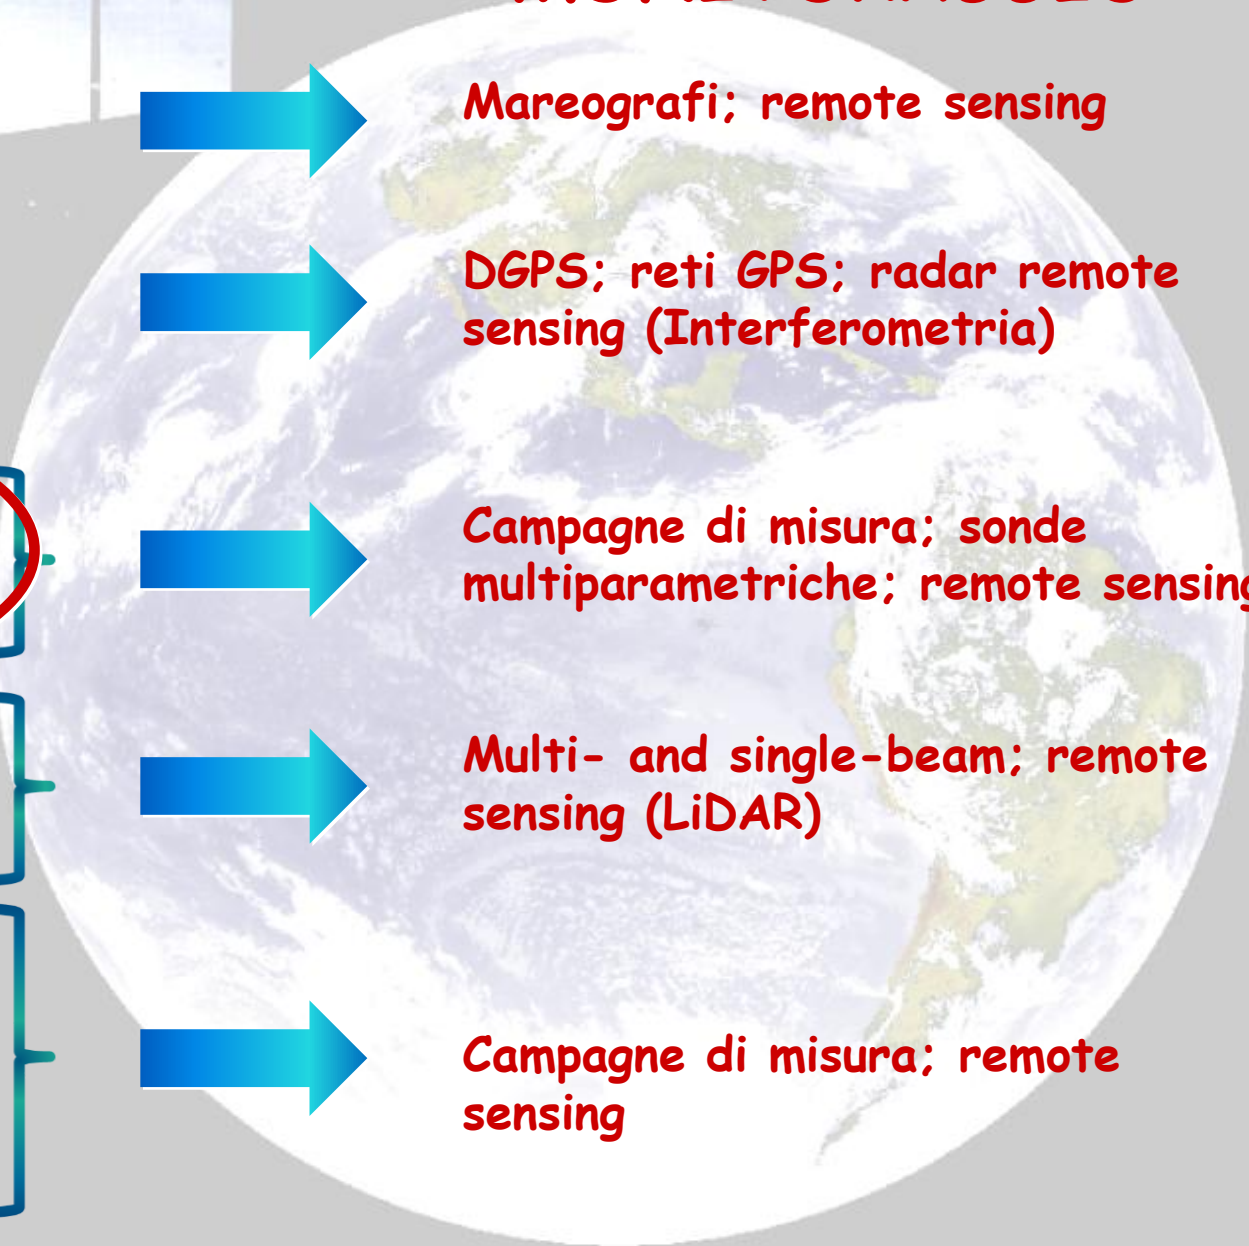 Mareografi; remote sensing
DGPS; reti GPS; radar remote
sensing (Interferometria)
Campagne di misura; sonde
multiparametriche; remote sensing
Multi- and single-beam; remote
sensing (LiDAR)
Campagne di misura; remote
sensing